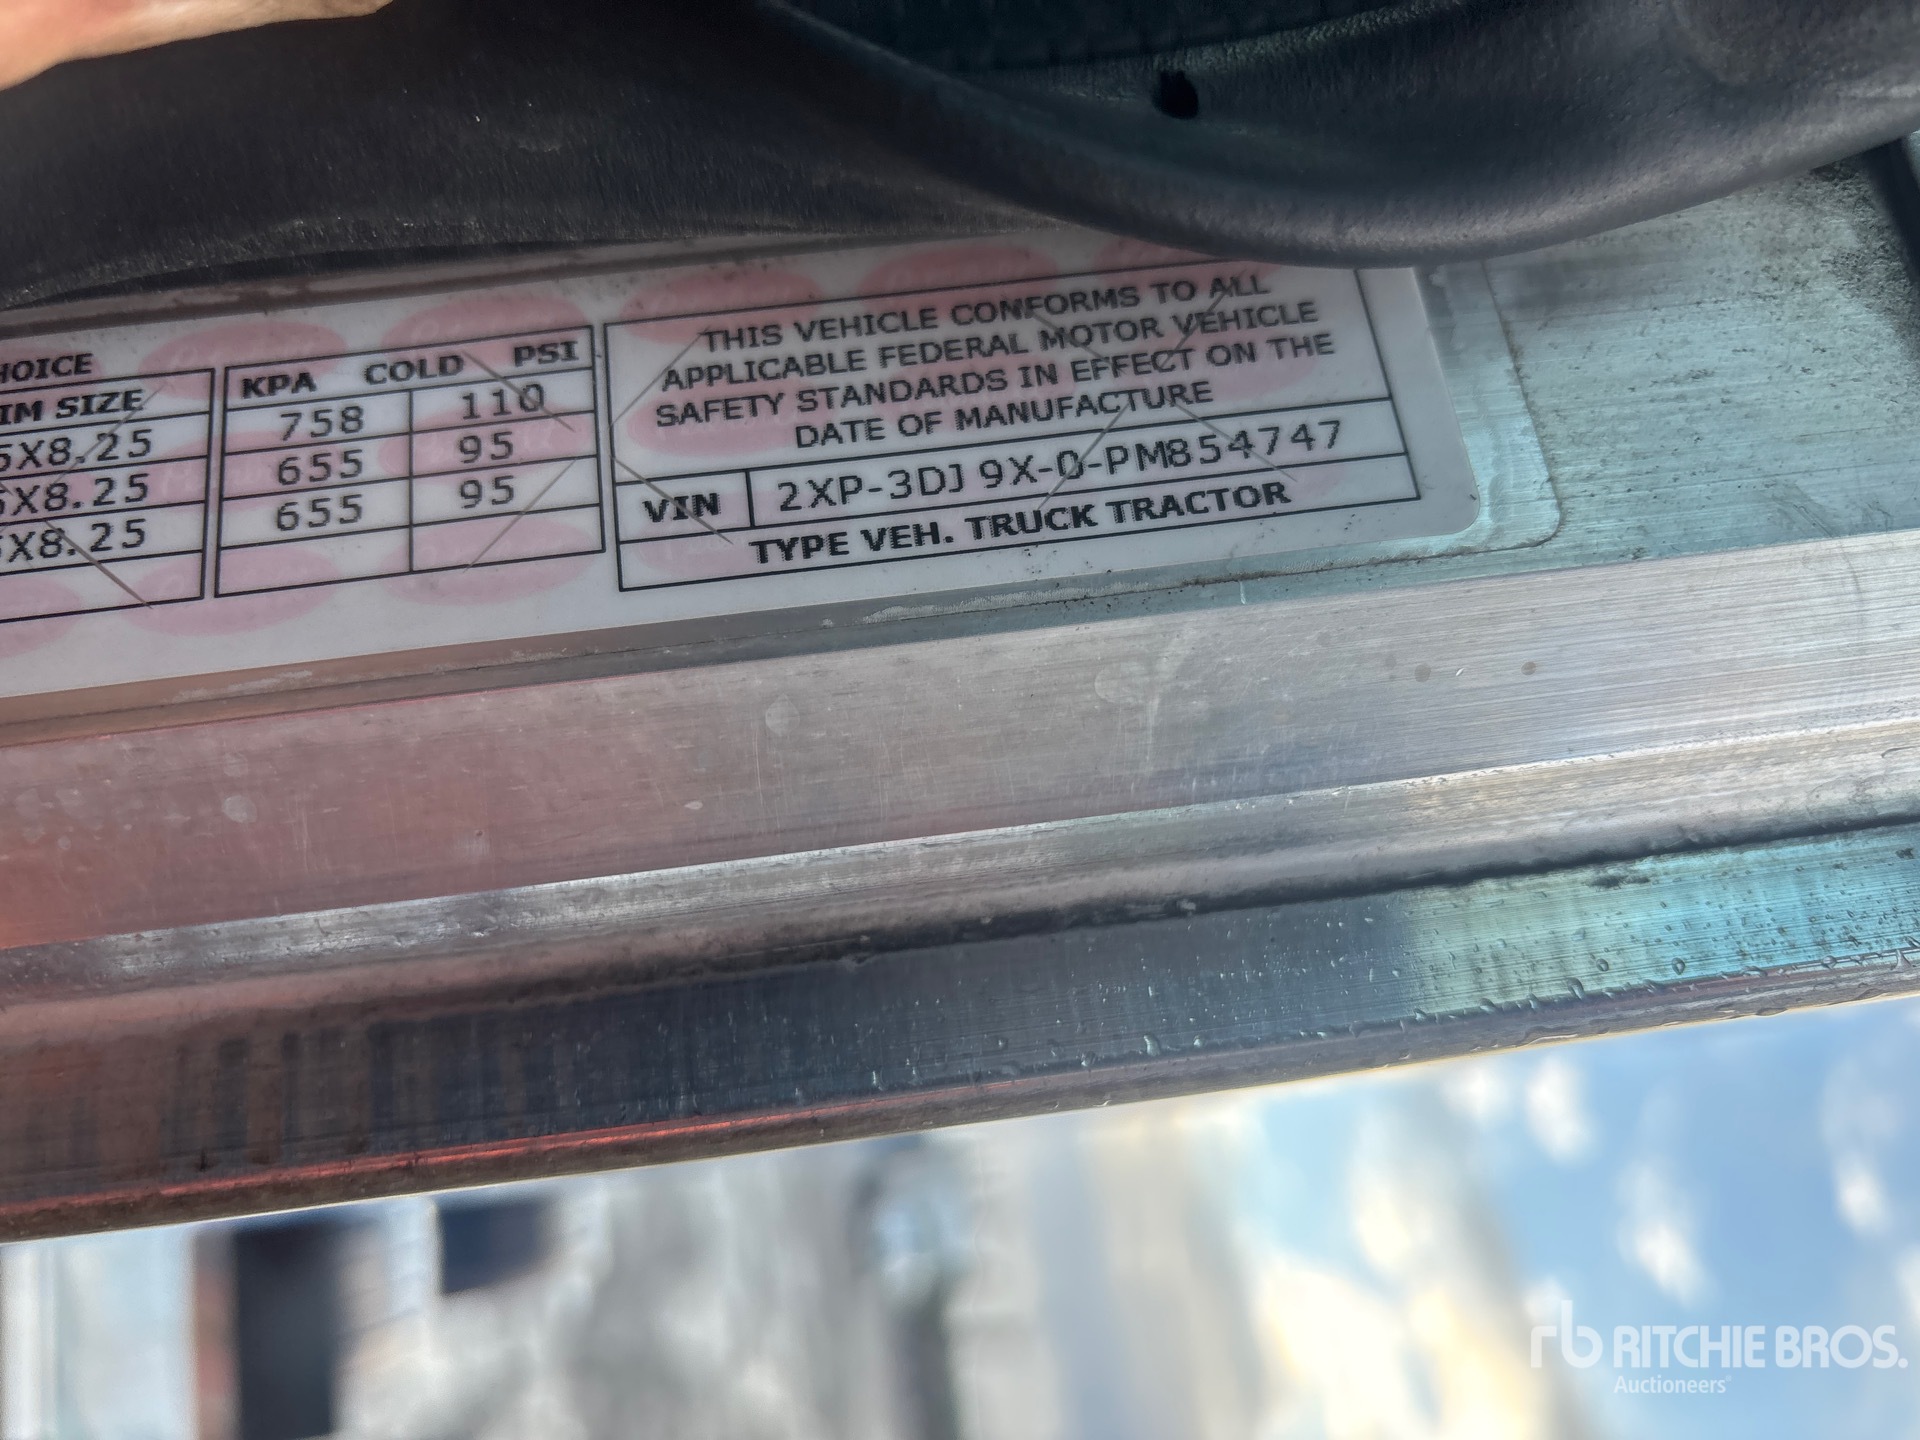 HOICE
IM SIZE
5X8.25
5X8.25
5X8.25
KPA COLD PSI
758 110
655 95
655 95
THIS VEHICLE CONFORMS TO ALL
APPLICABLE FEDERAL MOTOR VEHICLE
SAFETY STANDARDS IN EFFECT ON THE
DATE OF MANUFACTURE
VIN 2XP-3DJ9X-0-PM854747
TYPE VEH. TRUCK TRACTOR
rb RITCHIE BROS.
Auctioneers